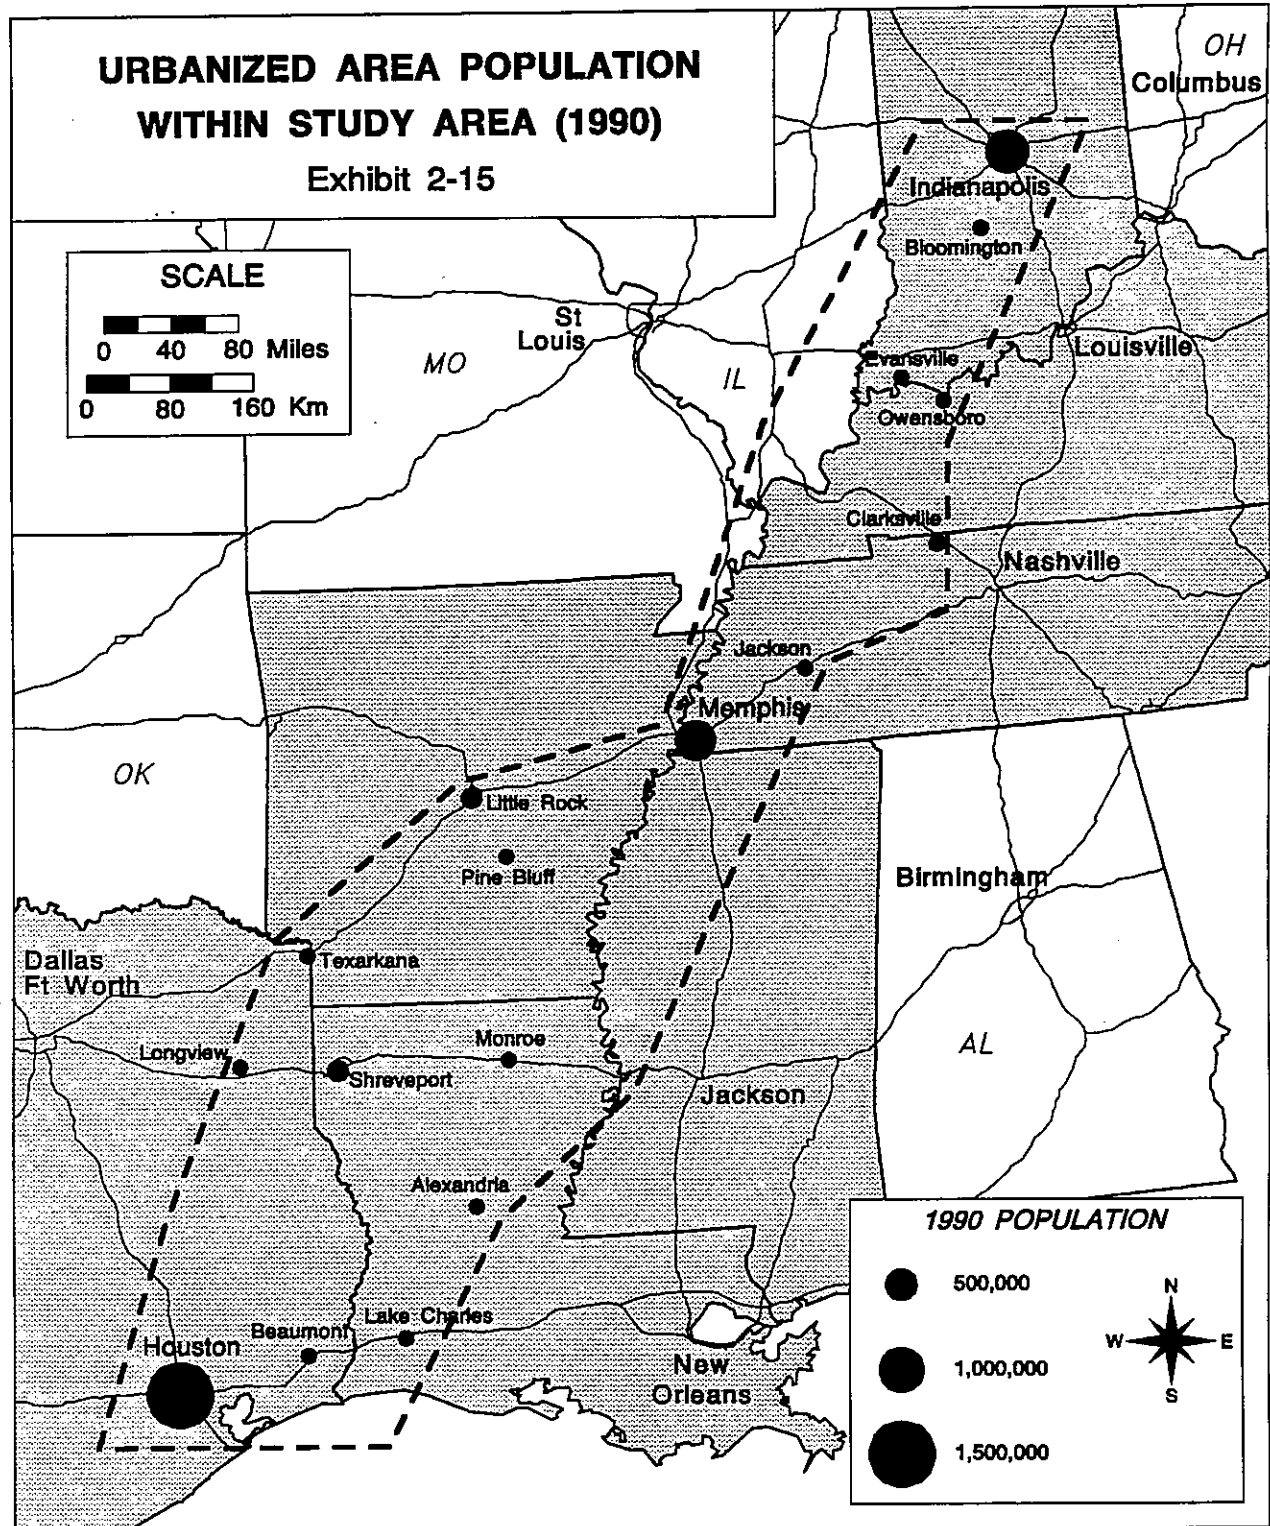 URBANIZED AREA POPULATION
WITHIN STUDY AREA (1990)
Exhibit 2-15
OH
Columbus
SCALE
0 40 80 Miles
0 80 160 Km
Indianapolis
Bloomington
St
Louis
MO
IL
Louisville
Evansville
Owensboro
Clarksville
Nashville
Jackson
Memphis
OK
Little Rock
Pine Bluff
Birmingham
Dallas
Ft Worth
Texarkana
Longview
Monroe
Shreveport
AL
Jackson
Alexandria
1990 POPULATION
500,000
1,000,000
1,500,000
N
W E
S
Lake Charles
Beaumont
Houston
New
Orleans